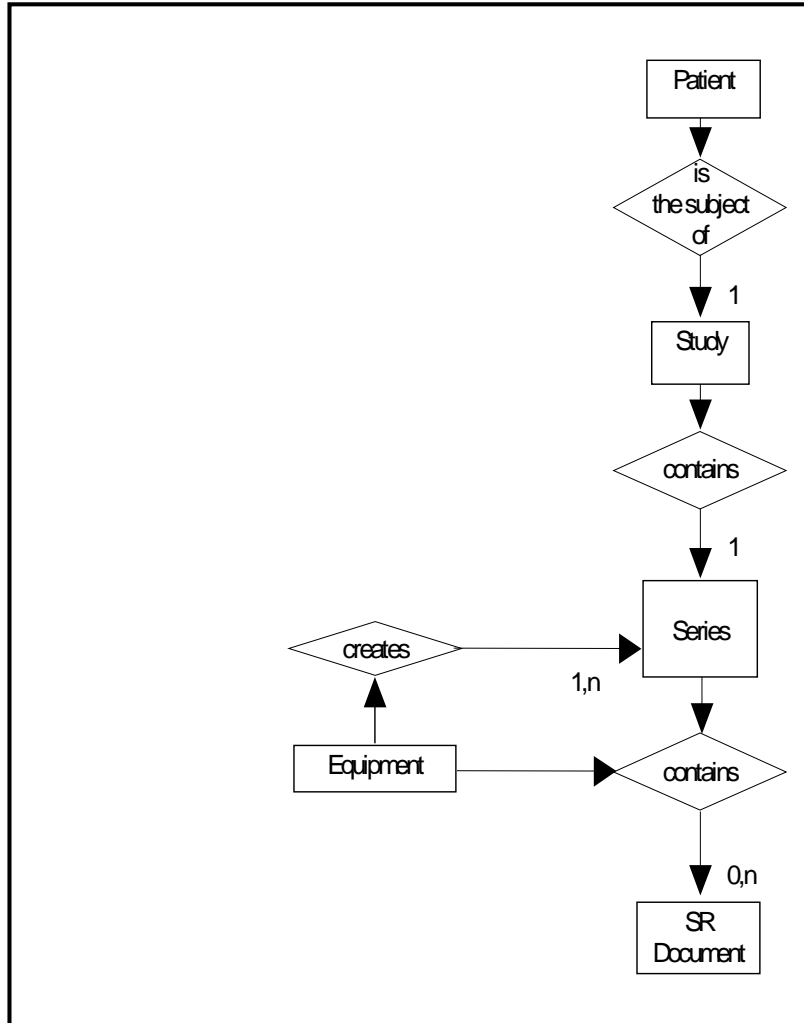 Patient
is
the subject
of
1
Study
contains
1
Series
creates
1,n
Equipment
contains
0,n
SR
Document